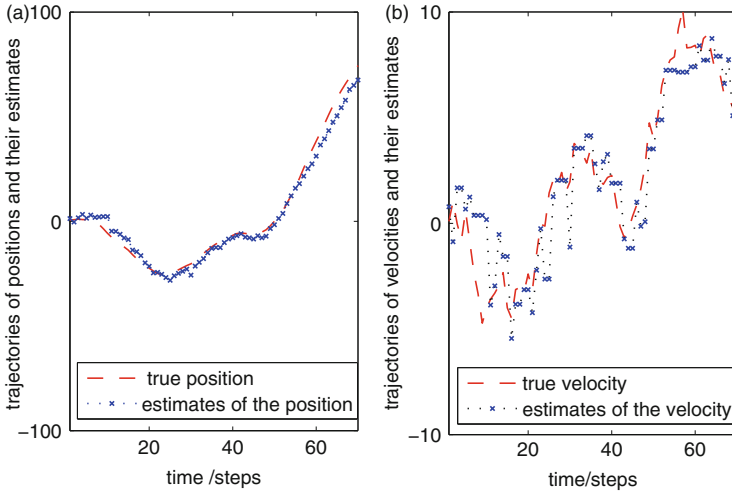 (a)
100
0
−100
20
40
60
time /steps
trajectories of positions and their estimates
true position
estimates of the position
(b)
10
0
−10
20
40
60
time/steps
trajectories of velocities and their estimates
true velocity
estimates of the velocity